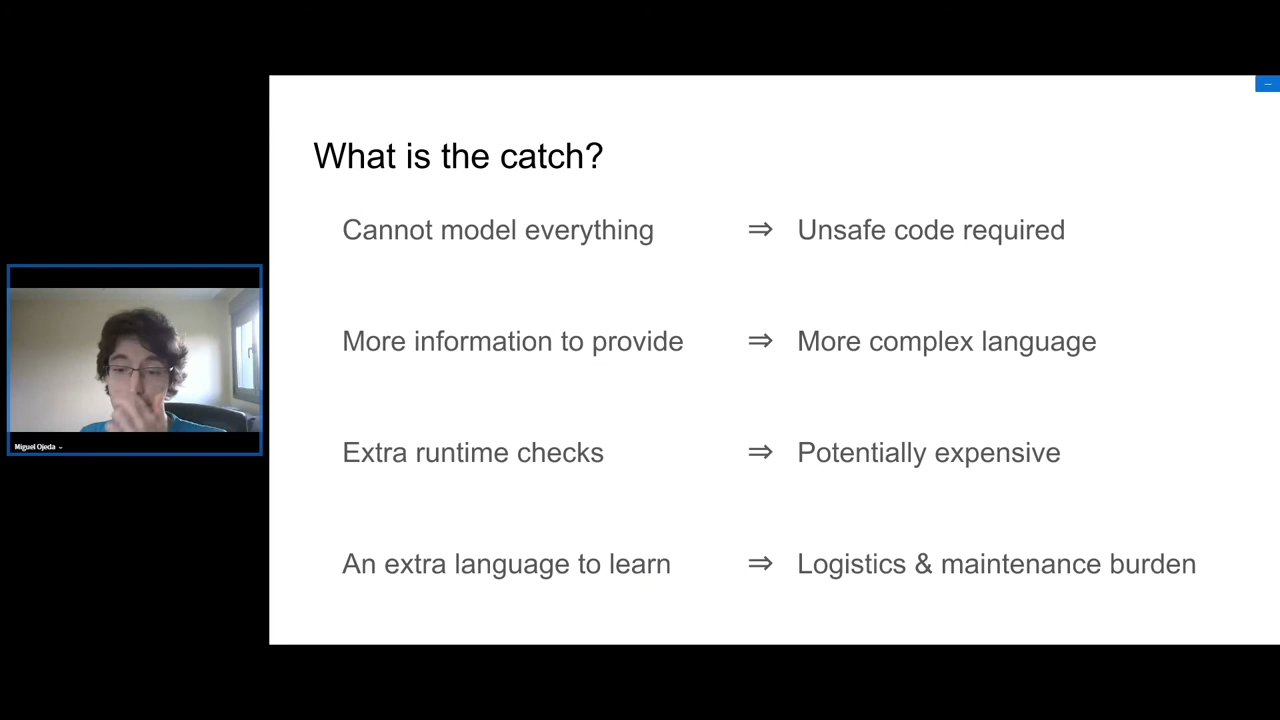 What is the catch?
Cannot model everything ⇒ Unsafe code required
More information to provide ⇒ More complex language
Extra runtime checks ⇒ Potentially expensive
An extra language to learn ⇒ Logistics & maintenance burden
Miguel Ojeda